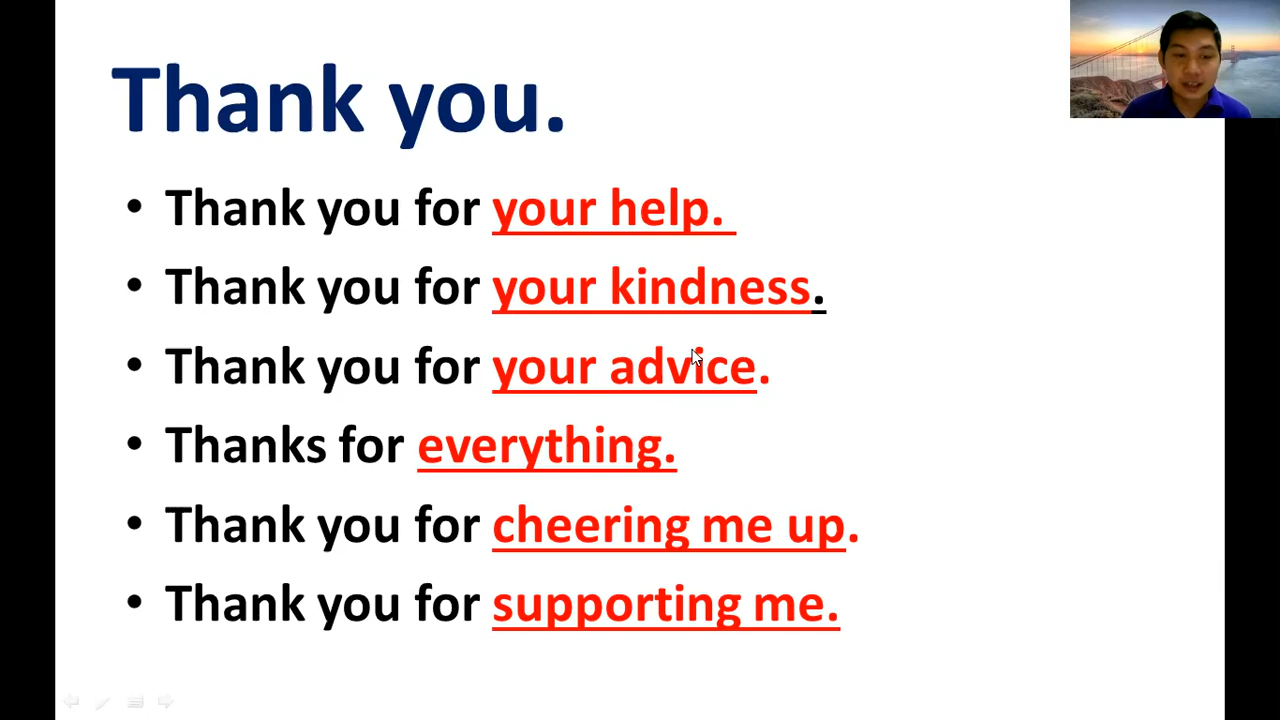 Thank you.
• Thank you for your help.
• Thank you for your kindness.
• Thank you for your advice.
• Thanks for everything.
• Thank you for cheering me up.
• Thank you for supporting me.